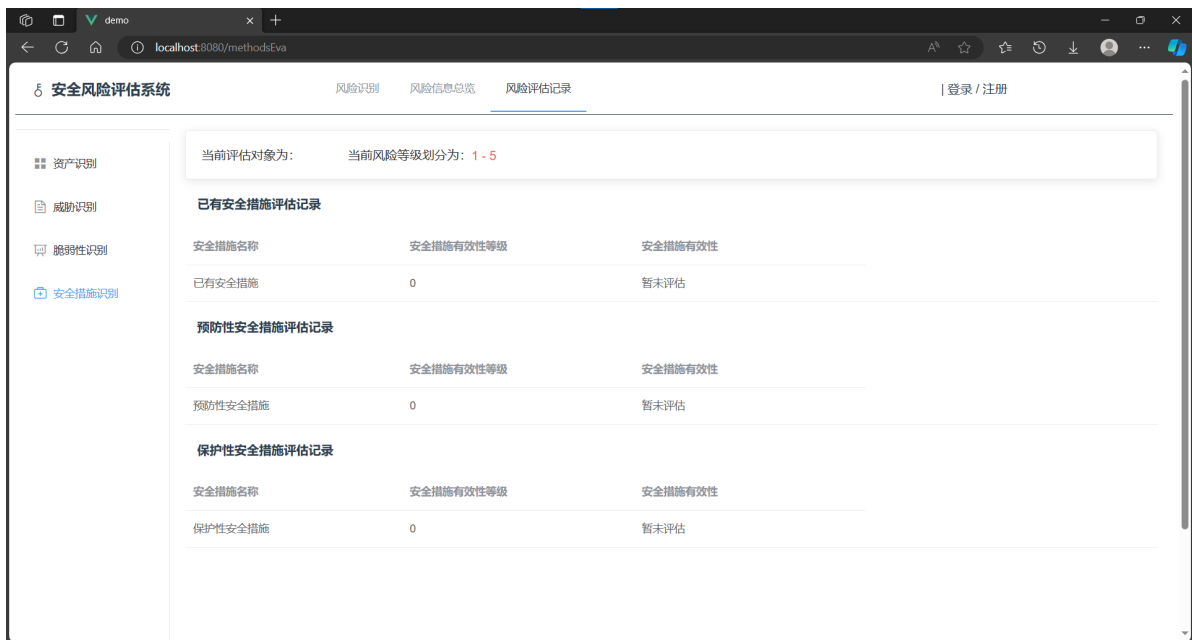 demo
localhost:8080/methodsEva
安全风险评估系统
风险识别 风险信息总览 风险评估记录
| 登录 / 注册
资产识别
威胁识别
脆弱性识别
安全措施识别
当前评估对象为： 当前风险等级划分为：1 - 5
已有安全措施评估记录
安全措施名称 安全措施有效性等级 安全措施有效性
已有安全措施 0 暂未评估
预防性安全措施评估记录
安全措施名称 安全措施有效性等级 安全措施有效性
预防性安全措施 0 暂未评估
保护性安全措施评估记录
安全措施名称 安全措施有效性等级 安全措施有效性
保护性安全措施 0 暂未评估